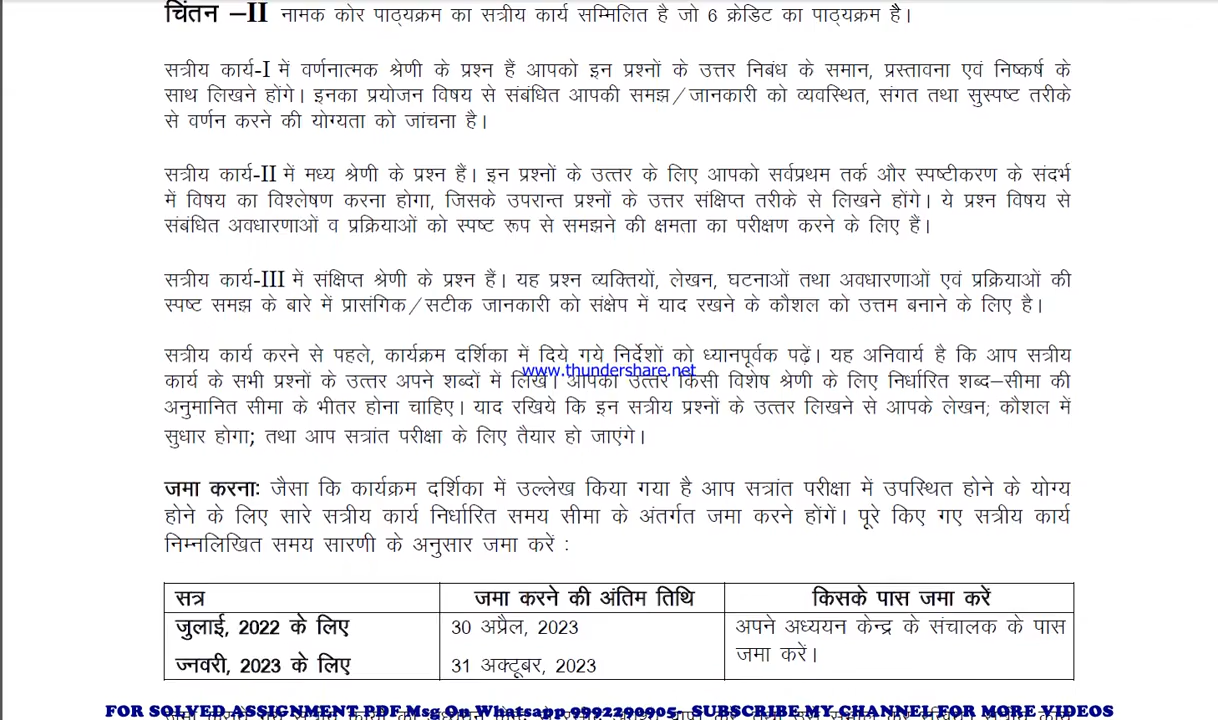 चिंतन –II नामक कोर पाठ्यक्रम का सत्रीय कार्य सम्मिलित है जो 6 क्रेडिट का पाठ्यक्रम है।
सत्रीय कार्य-I में वर्णनात्मक श्रेणी के प्रश्न हैं आपको इन प्रश्नों के उत्तर निबंध के समान, प्रस्तावना एवं निष्कर्ष के
साथ लिखने होंगे। इनका प्रयोजन विषय से संबंधित आपकी समझ/जानकारी को व्यवस्थित, संगत तथा सुस्पष्ट तरीके
से वर्णन करने की योग्यता को जांचना है।
सत्रीय कार्य-II में मध्य श्रेणी के प्रश्न हैं। इन प्रश्नों के उत्तर के लिए आपको सर्वप्रथम तर्क और स्पष्टीकरण के संदर्भ
में विषय का विश्लेषण करना होगा, जिसके उपरान्त प्रश्नों के उत्तर संक्षिप्त तरीके से लिखने होंगे। ये प्रश्न विषय से
संबंधित अवधारणाओं व प्रक्रियाओं को स्पष्ट रूप से समझने की क्षमता का परीक्षण करने के लिए हैं।
सत्रीय कार्य-III में संक्षिप्त श्रेणी के प्रश्न हैं। यह प्रश्न व्यक्तियों, लेखन, घटनाओं तथा अवधारणाओं एवं प्रक्रियाओं की
स्पष्ट समझ के बारे में प्रासंगिक/सटीक जानकारी को संक्षेप में याद रखने के कौशल को उत्तम बनाने के लिए है।
सत्रीय कार्य करने से पहले, कार्यक्रम दर्शिका में दिये गये निर्देशों को ध्यानपूर्वक पढ़ें। यह अनिवार्य है कि आप सत्रीय
www.thundershare.net
कार्य के सभी प्रश्नों के उत्तर अपने शब्दों में लिखें। आपका उत्तर किसी विशेष श्रेणी के लिए निर्धारित शब्द–सीमा की
अनुमानित सीमा के भीतर होना चाहिए। याद रखिये कि इन सत्रीय प्रश्नों के उत्तर लिखने से आपके लेखन; कौशल में
सुधार होगा; तथा आप सत्रांत परीक्षा के लिए तैयार हो जाएंगे।
जमा करनाः जैसा कि कार्यक्रम दर्शिका में उल्लेख किया गया है आप सत्रांत परीक्षा में उपस्थित होने के योग्य
होने के लिए सारे सत्रीय कार्य निर्धारित समय सीमा के अंतर्गत जमा करने होंगें। पूरे किए गए सत्रीय कार्य
निम्नलिखित समय सारणी के अनुसार जमा करें :
सत्र जमा करने की अंतिम तिथि किसके पास जमा करें
जुलाई, 2022 के लिए 30 अप्रैल, 2023 अपने अध्ययन केन्द्र के संचालक के पास
जमा करें।
ज्नवरी, 2023 के लिए 31 अक्टूबर, 2023
FOR SOLVED ASSIGNMENT PDF Msg On Whatsapp 9992290905- SUBSCRIBE MY CHANNEL FOR MORE VIDEOS